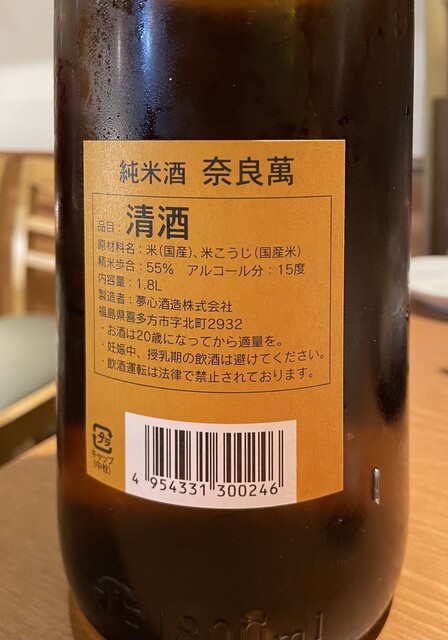 純米酒 奈良萬
品目：清酒
原材料名：米（国産）、米こうじ（国産米）
精米歩合：55％ アルコール分：15度
内容量：1.8L
製造者：夢心酒造株式会社
福島県喜多方市字北町2932
・お酒は20歳になってから適量を。
・妊娠中、授乳期の飲酒は避けてください。
・飲酒運転は法律で禁止されております。
プラ
キャップ
（中栓）
4 954331 300246